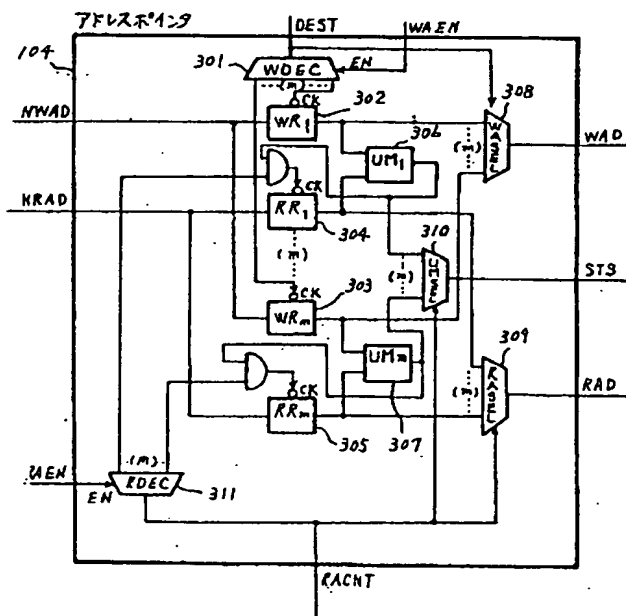 アドレスポインタ
DEST
WAEN
104
301
WDEC
EN
(m)
CK
302
NWAD
WR1
306
UM1
308
WASEL
(m)
WAD
CK
NRAD
RR1
304
(m)
310
(m)
UMSEL
STS
CK
303
WRm
UMm
309
RASEL
(m)
RAD
CK
RRm
305
307
(m)
RAEN
EN
RDEC
311
RACNT